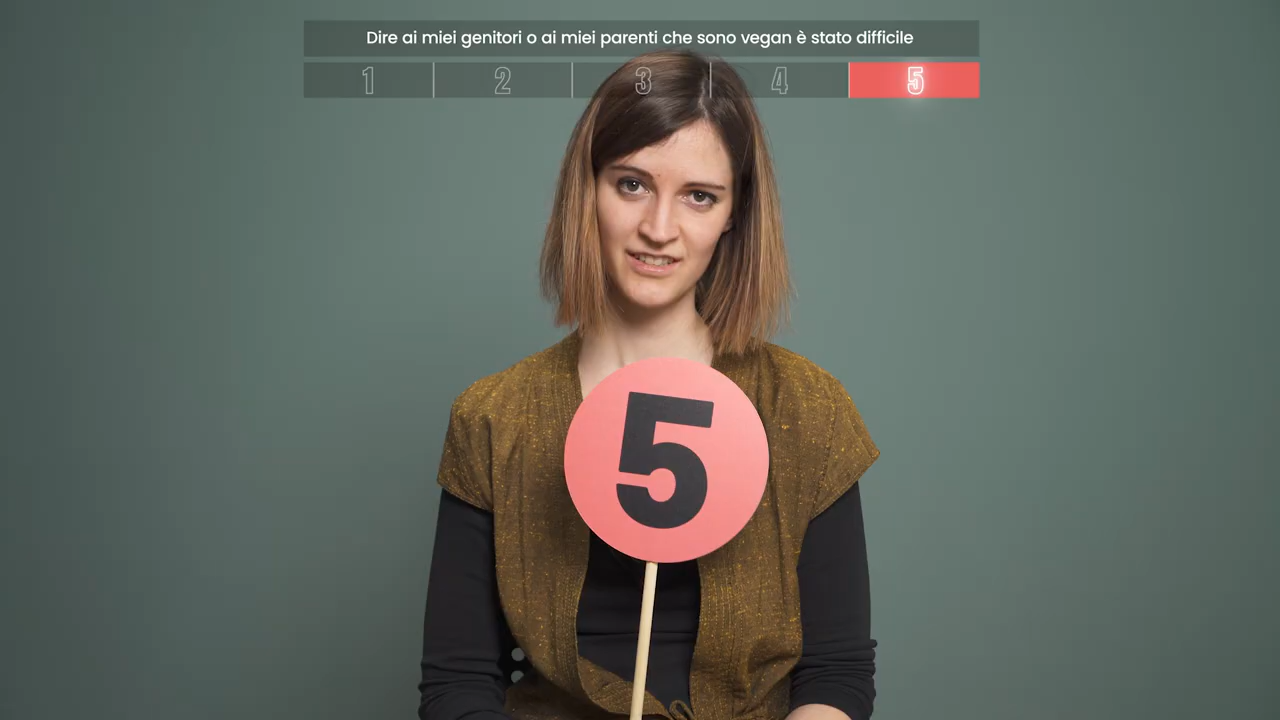 Dire ai miei genitori o ai miei parenti che sono vegan è stato difficile
1 2 3 4 5
5